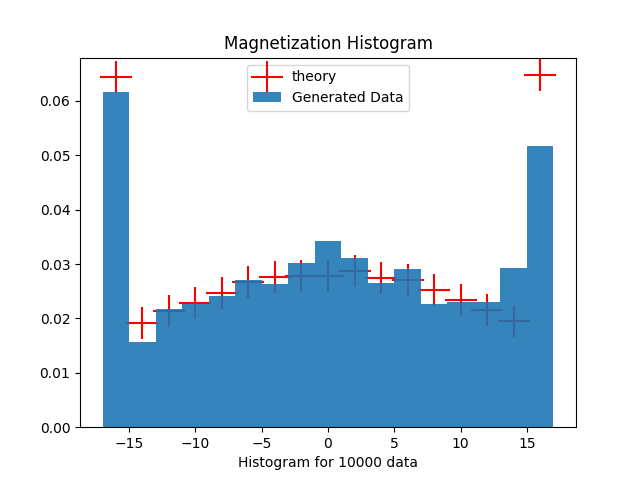 Magnetization Histogram
theory
Generated Data
0.06
0.05
0.04
0.03
0.02
0.01
0.00
−15 −10 −5 0 5 10 15
Histogram for 10000 data